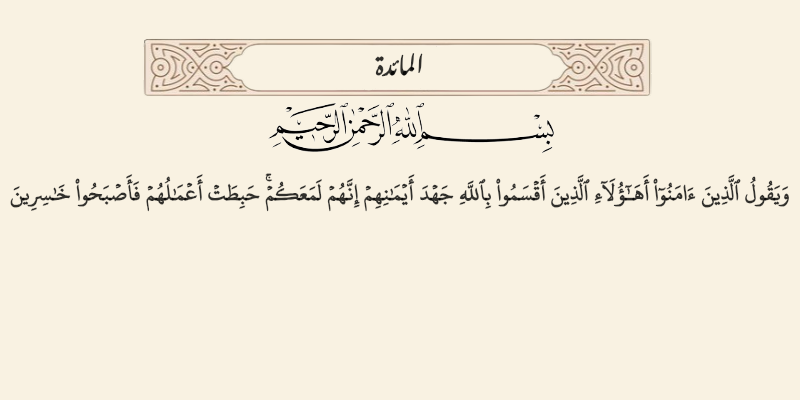 المائدة
بِسْمِ ٱللَّهِ ٱلرَّحْمَٰنِ ٱلرَّحِيمِ
وَيَقُولُ ٱلَّذِينَ ءَامَنُوٓا۟ أَهَـٰٓؤُلَآءِ ٱلَّذِينَ أَقْسَمُوا۟ بِٱللَّهِ جَهْدَ أَيْمَـٰنِهِمْ إِنَّهُمْ لَمَعَكُمْ ۚ حَبِطَتْ أَعْمَـٰلُهُمْ فَأَصْبَحُوا۟ خَـٰسِرِينَ